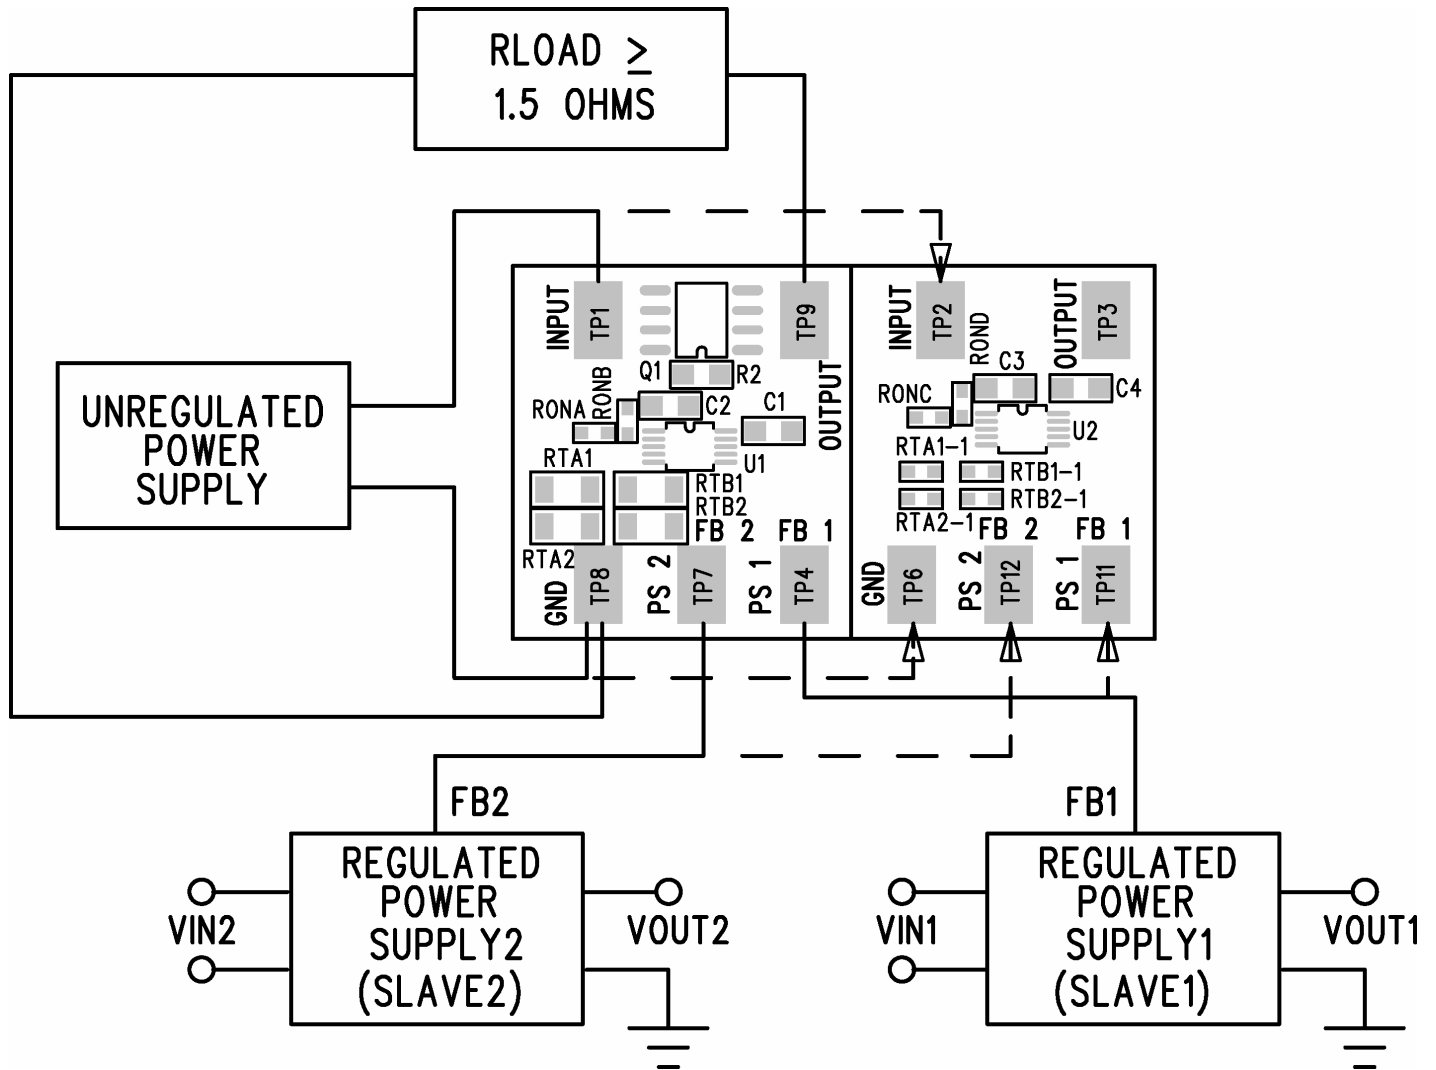 RLOAD ≥
1.5 OHMS
UNREGULATED
POWER
SUPPLY
INPUT
TP1
TP9
OUTPUT
Q1
R2
RONA
RONB
C2
C1
U1
RTA1
RTB1
RTB2
RTA2
FB 2
FB 1
GND
TP8
PS 2
TP7
PS 1
TP4
INPUT
TP2
ROND
OUTPUT
TP3
C3
RONC
C4
U2
RTA1-1
RTB1-1
RTB2-1
RTA2-1
FB 2
FB 1
GND
TP6
PS 2
TP12
PS 1
TP11
FB2
FB1
REGULATED
POWER
SUPPLY2
(SLAVE2)
VIN2
VOUT2
REGULATED
POWER
SUPPLY1
(SLAVE1)
VIN1
VOUT1